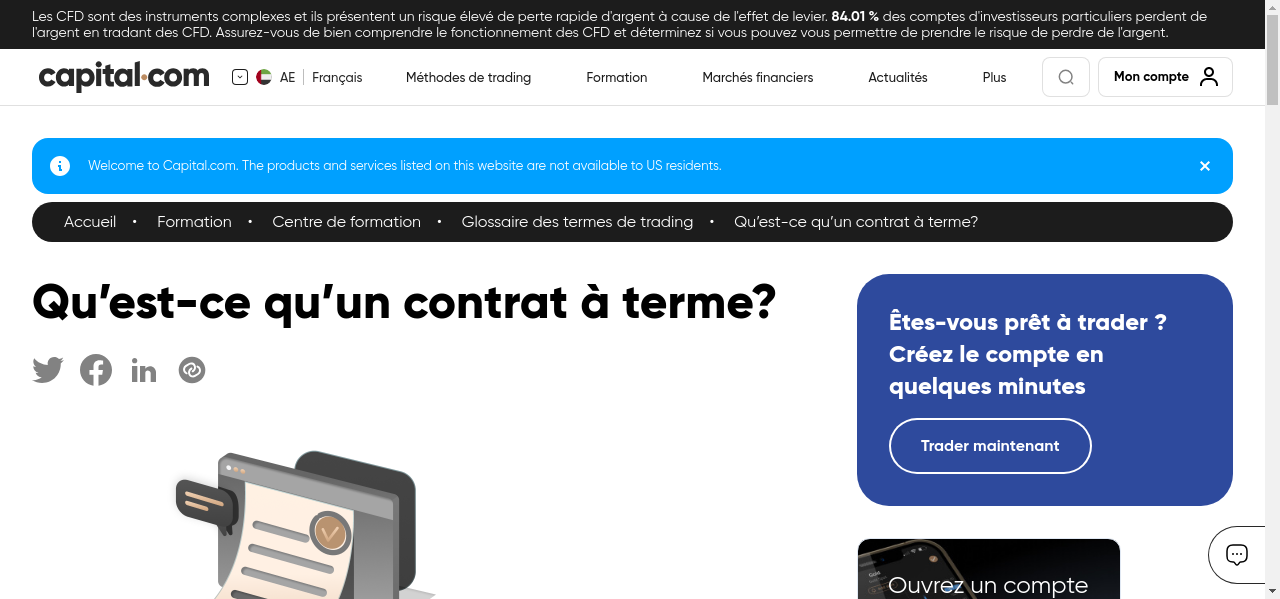 Les CFD sont des instruments complexes et ils présentent un risque élevé de perte rapide d'argent à cause de l'effet de levier. 84.01 % des comptes d'investisseurs particuliers perdent de
l'argent en tradant des CFD. Assurez-vous de bien comprendre le fonctionnement des CFD et déterminez si vous pouvez vous permettre de prendre le risque de perdre de l'argent.
capital.com AE Français Méthodes de trading Formation Marchés financiers Actualités Plus Mon compte
Welcome to Capital.com. The products and services listed on this website are not available to US residents.
Accueil • Formation • Centre de formation • Glossaire des termes de trading • Qu’est-ce qu’un contrat à terme?
Qu’est-ce qu’un contrat à terme?
Êtes-vous prêt à trader ?
Créez le compte en
quelques minutes
Trader maintenant
Ouvrez un compte